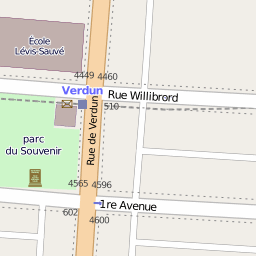 École
Lévis-Sauvé
4449 4460
Verdun
Rue Willibrord
510
Rue de Verdun
parc
du Souvenir
4565 4596
1re Avenue
602
4600